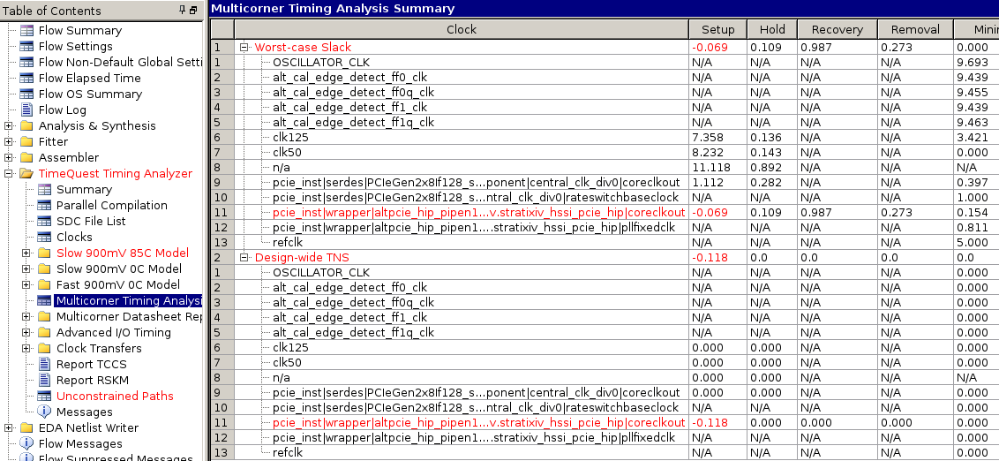 Table of Contents
Flow Summary
Flow Settings
Flow Non-Default Global Setti
Flow Elapsed Time
Flow OS Summary
Flow Log
Analysis & Synthesis
Fitter
Assembler
TimeQuest Timing Analyzer
Summary
Parallel Compilation
SDC File List
Clocks
Slow 900mV 85C Model
Slow 900mV 0C Model
Fast 900mV 0C Model
Multicorner Timing Analysi
Multicorner Datasheet Rep
Advanced I/O Timing
Clock Transfers
Report TCCS
Report RSKM
Unconstrained Paths
Messages
EDA Netlist Writer
Flow Messages
Flow Suppressed Messages
Multicorner Timing Analysis Summary
Clock Setup Hold Recovery Removal Minir
1 Worst-case Slack -0.069 0.109 0.987 0.273 0.000
1 OSCILLATOR_CLK N/A N/A N/A N/A 9.693
2 alt_cal_edge_detect_ff0_clk N/A N/A N/A N/A 9.439
3 alt_cal_edge_detect_ff0q_clk N/A N/A N/A N/A 9.455
4 alt_cal_edge_detect_ff1_clk N/A N/A N/A N/A 9.439
5 alt_cal_edge_detect_ff1q_clk N/A N/A N/A N/A 9.463
6 clk125 7.358 0.136 N/A N/A 3.421
7 clk50 8.232 0.143 N/A N/A 0.000
8 n/a 11.118 0.892 N/A N/A N/A
9 pcie_inst|serdes|PCIeGen2x8If128_s...ponent|central_clk_div0|coreclkout 1.112 0.282 N/A N/A 0.397
10 pcie_inst|serdes|PCIeGen2x8If128_s...ntral_clk_div0|rateswitchbaseclock N/A N/A N/A N/A 1.000
11 pcie_inst|wrapper|altpcie_hip_pipen1...v.stratixiv_hssi_pcie_hip|coreclkout -0.069 0.109 0.987 0.273 0.154
12 pcie_inst|wrapper|altpcie_hip_pipen1....stratixiv_hssi_pcie_hip|pllfixedclk N/A N/A N/A N/A 0.811
13 refclk N/A N/A N/A N/A 5.000
2 Design-wide TNS -0.118 0.0 0.0 0.0 0.0
1 OSCILLATOR_CLK N/A N/A N/A N/A 0.000
2 alt_cal_edge_detect_ff0_clk N/A N/A N/A N/A 0.000
3 alt_cal_edge_detect_ff0q_clk N/A N/A N/A N/A 0.000
4 alt_cal_edge_detect_ff1_clk N/A N/A N/A N/A 0.000
5 alt_cal_edge_detect_ff1q_clk N/A N/A N/A N/A 0.000
6 clk125 0.000 0.000 N/A N/A 0.000
7 clk50 0.000 0.000 N/A N/A 0.000
8 n/a 0.000 0.000 N/A N/A N/A
9 pcie_inst|serdes|PCIeGen2x8If128_s...ponent|central_clk_div0|coreclkout 0.000 0.000 N/A N/A 0.000
10 pcie_inst|serdes|PCIeGen2x8If128_s...ntral_clk_div0|rateswitchbaseclock N/A N/A N/A N/A 0.000
11 pcie_inst|wrapper|altpcie_hip_pipen1...v.stratixiv_hssi_pcie_hip|coreclkout -0.118 0.000 0.000 0.000 0.000
12 pcie_inst|wrapper|altpcie_hip_pipen1....stratixiv_hssi_pcie_hip|pllfixedclk N/A N/A N/A N/A 0.000
13 refclk N/A N/A N/A N/A 0.000